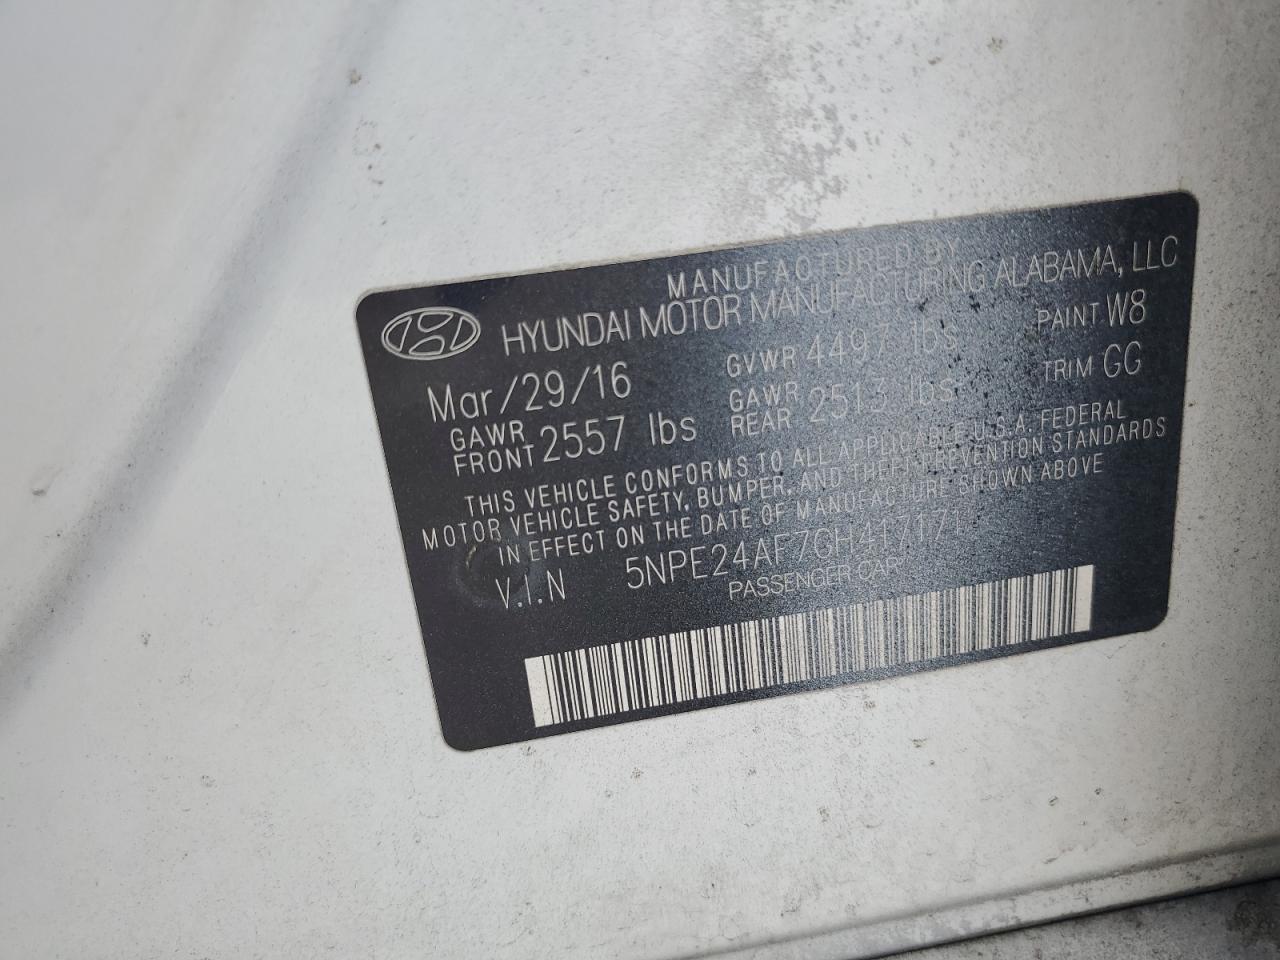 MANUFACTURED BY
HYUNDAI MOTOR MANUFACTURING ALABAMA, LLC
Mar/29/16 GVWR 4497 lbs PAINT W8
GAWR FRONT 2557 lbs GAWR REAR 2513 lbs TRIM GG
THIS VEHICLE CONFORMS TO ALL APPLICABLE U.S.A. FEDERAL
MOTOR VEHICLE SAFETY, BUMPER, AND THEFT PREVENTION STANDARDS
IN EFFECT ON THE DATE OF MANUFACTURE SHOWN ABOVE
V.I.N 5NPE24AF7GH417171
PASSENGER CAR